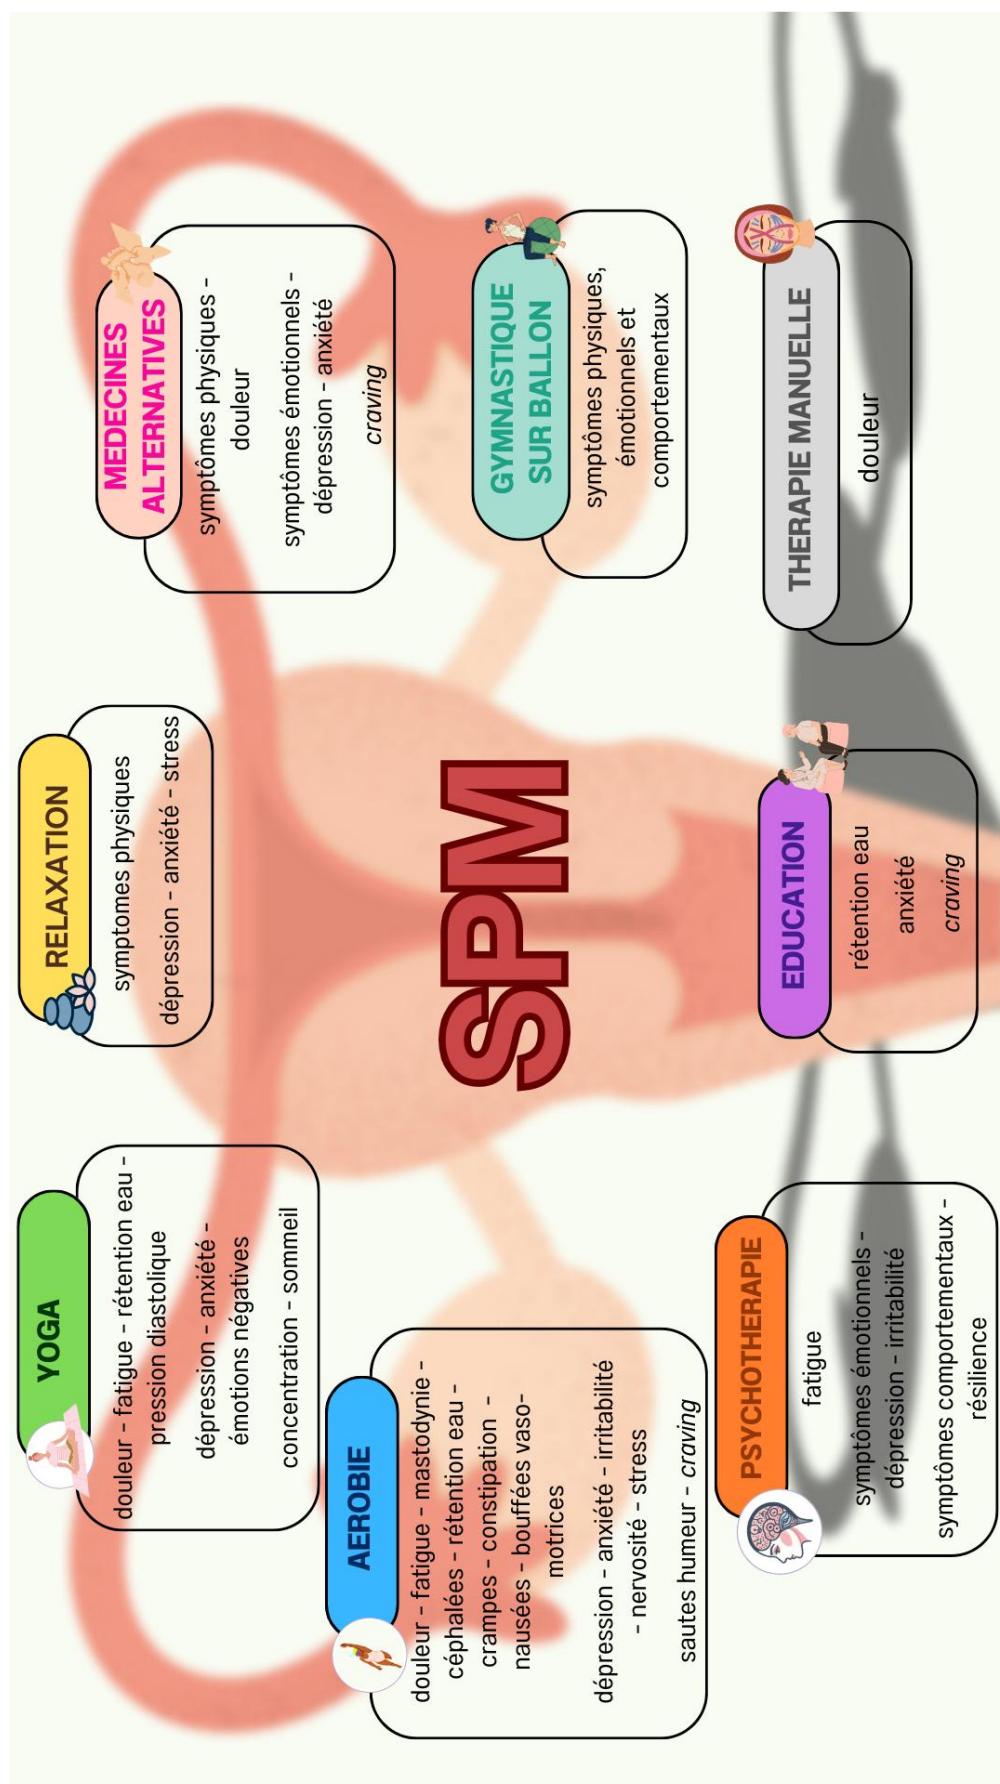 YOGA
douleur – fatigue – rétention eau –
pression diastolique
dépression – anxiété –
émotions négatives
concentration – sommeil
RELAXATION
symptomes physiques
dépression – anxiété – stress
MEDECINES
ALTERNATIVES
symptômes physiques –
douleur
symptômes émotionnels –
dépression – anxiété
craving
AEROBIE
douleur – fatigue – mastodynie –
céphalées – rétention eau –
crampes – constipation –
nausées – bouffées vaso-
motrices
dépression – anxiété – irritabilité
– nervosité – stress
sautes humeur – craving
SPM
GYMNASTIQUE
SUR BALLON
symptômes physiques,
émotionnels et
comportementaux
PSYCHOTHERAPIE
fatigue
symptômes émotionnels –
dépression – irritabilité
symptômes comportementaux –
résilience
EDUCATION
rétention eau
anxiété
craving
THERAPIE MANUELLE
douleur